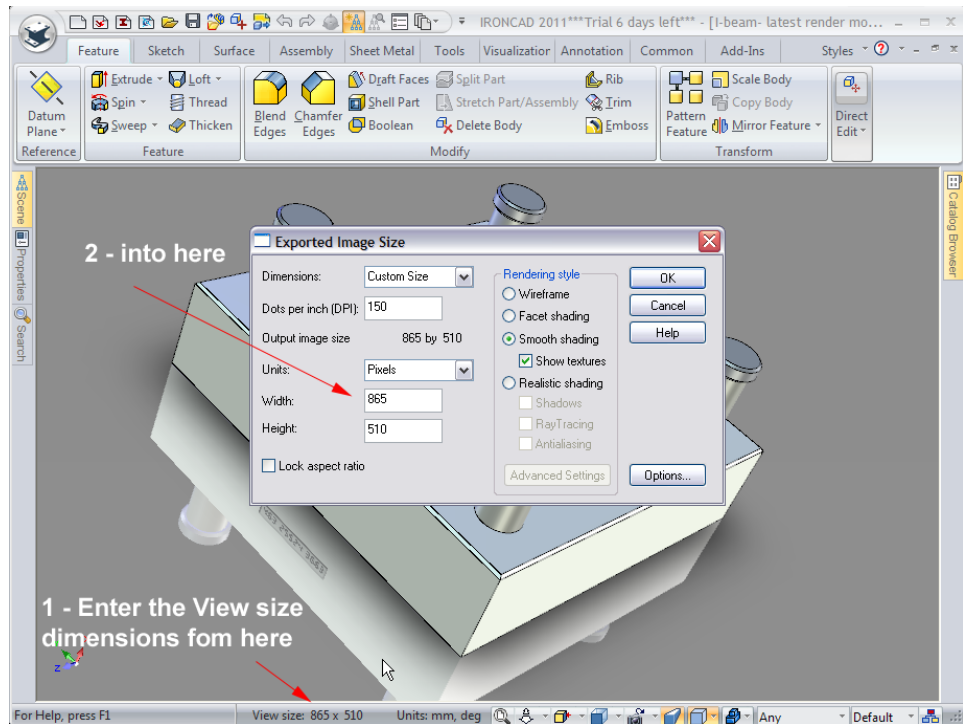 IRONCAD 2011***Trial 6 days left*** - [I-beam- latest render mo...
Feature Sketch Surface Assembly Sheet Metal Tools Visualization Annotation Common Add-Ins Styles
Datum Plane
Extrude
Spin
Sweep
Loft
Thread
Thicken
Blend Edges
Chamfer Edges
Draft Faces
Shell Part
Boolean
Split Part
Stretch Part/Assembly
Delete Body
Rib
Trim
Emboss
Pattern Feature
Scale Body
Copy Body
Mirror Feature
Direct Edit
Reference Feature Modify Transform
Scene
Properties
Search
Catalog Browser
2 - into here
Exported Image Size
Dimensions: Custom Size
Dots per inch (DPI): 150
Output image size 865 by 510
Units: Pixels
Width: 865
Height: 510
Lock aspect ratio
Rendering style
Wireframe
Facet shading
Smooth shading
Show textures
Realistic shading
Shadows
RayTracing
Antialiasing
Advanced Settings
OK
Cancel
Help
Options...
1 - Enter the View size
dimensions fom here
z
For Help, press F1 View size: 865 x 510 Units: mm, deg Any Default